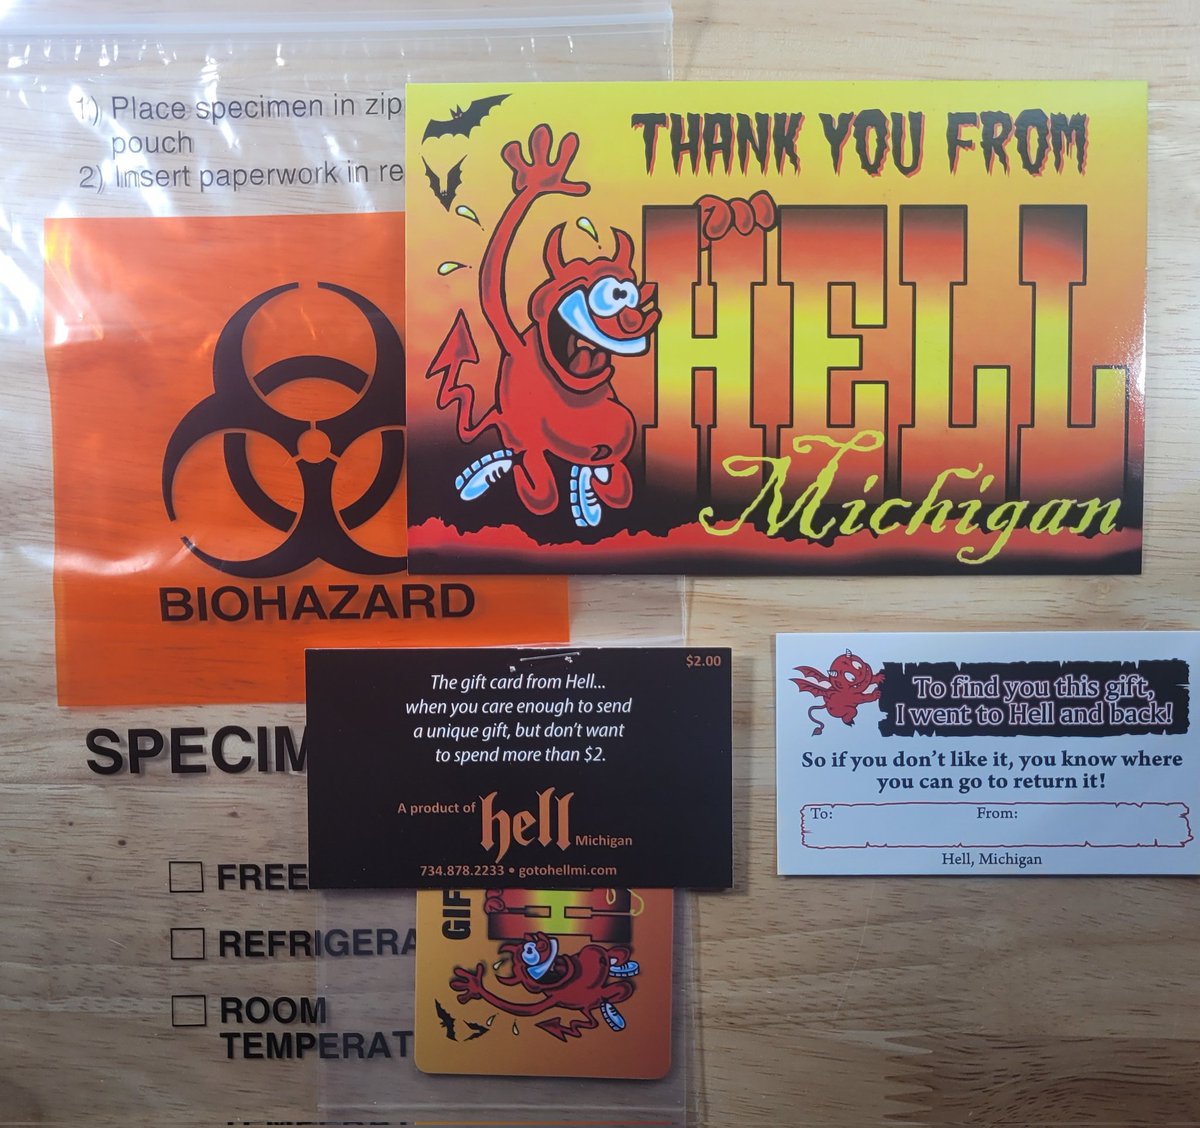 1) Place specimen in zip
pouch
2) Insert paperwork in re
BIOHAZARD
SPECIM
FREE
REFRIGERA
ROOM
TEMPERAT
THANK YOU FROM
HELL
Michigan
$2.00
The gift card from Hell...
when you care enough to send
a unique gift, but don't want
to spend more than $2.
A product of hell Michigan
734.878.2233 • gotohellmi.com
GIF
H
To find you this gift,
I went to Hell and back!
So if you don't like it, you know where
you can go to return it!
To: From:
Hell, Michigan